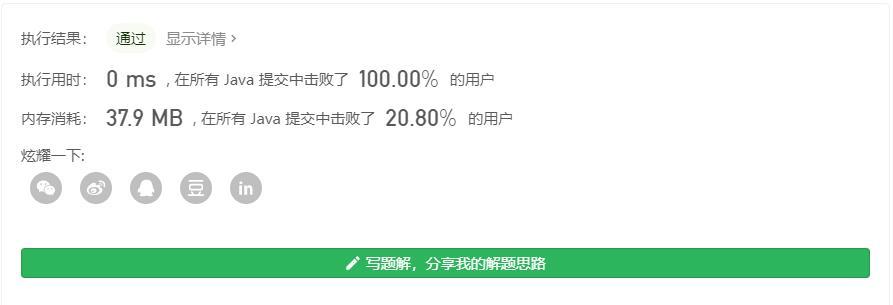 执行结果： 通过 显示详情 ›
执行用时： 0 ms , 在所有 Java 提交中击败了 100.00% 的用户
内存消耗： 37.9 MB , 在所有 Java 提交中击败了 20.80% 的用户
炫耀一下:
豆 in
写题解，分享我的解题思路